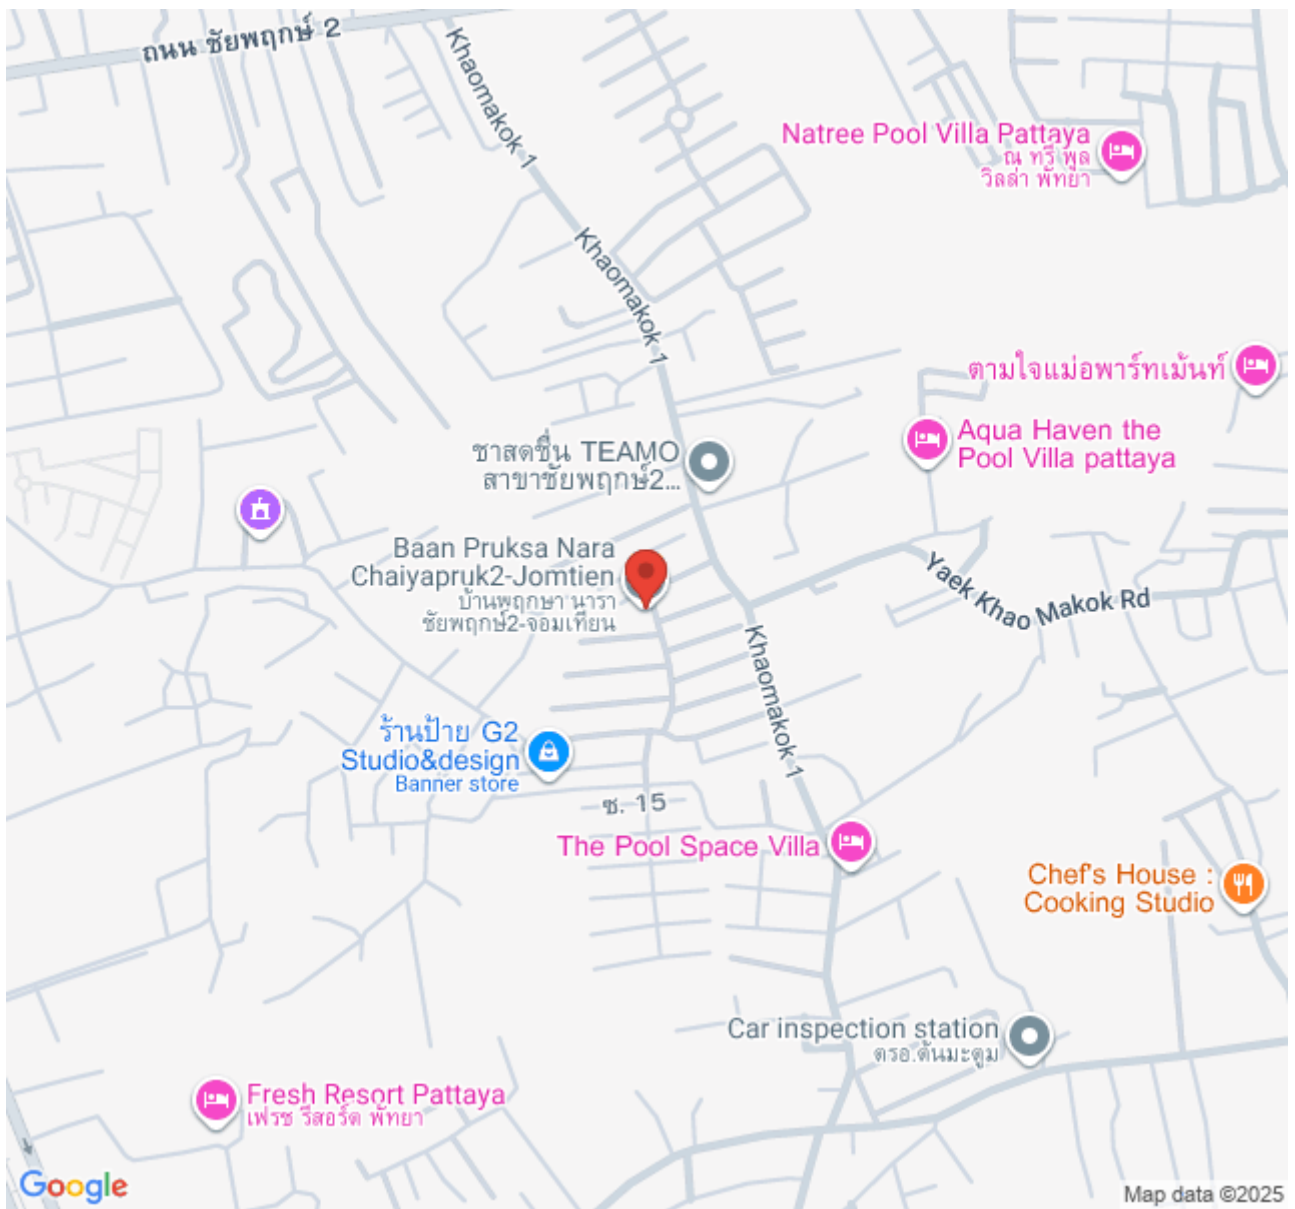 ถนน ชัยพฤกษ์ 2
Khaomakok 1
Natree Pool Villa Pattaya
ณ ทรี พูล
วิลล่า พัทยา
Khaomakok 1
ตามใจแม่อพาร์ทเม้นท์
Aqua Haven the
Pool Villa pattaya
ชาสดชื่น TEAMO
สาขาชัยพฤกษ์2...
Baan Pruksa Nara
Chaiyapruk2-Jomtien
บ้านพฤกษา นารา
ชัยพฤกษ์2-จอมเทียน
Yaek Khao Makok Rd
Khaomakok 1
ร้านป้าย G2
Studio&design
Banner store
ซ. 15
The Pool Space Villa
Chef's House :
Cooking Studio
Car inspection station
ตรอ.ต้นมะตูม
Fresh Resort Pattaya
เฟรช รีสอร์ต พัทยา
Google
Map data ©2025